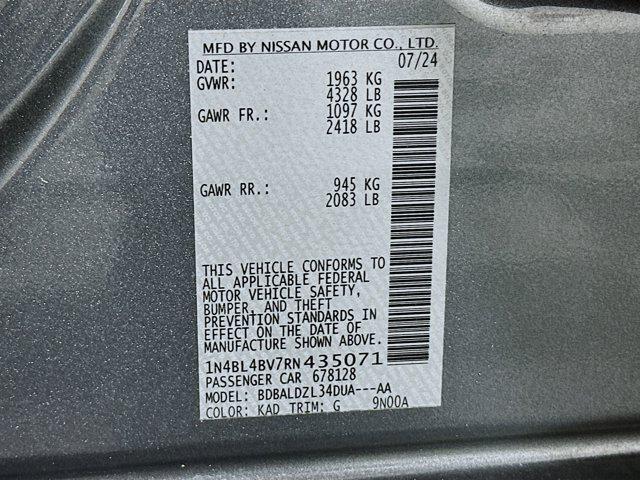 MFD BY NISSAN MOTOR CO., LTD.
DATE: 07/24
GVWR: 1963 KG
4328 LB
GAWR FR.: 1097 KG
2418 LB
GAWR RR.: 945 KG
2083 LB
THIS VEHICLE CONFORMS TO
ALL APPLICABLE FEDERAL
MOTOR VEHICLE SAFETY,
BUMPER, AND THEFT
PREVENTION STANDARDS IN
EFFECT ON THE DATE OF
MANUFACTURE SHOWN ABOVE.
1N4BL4BV7RN435071
PASSENGER CAR 678128
MODEL: BDBALDZL34DUA---AA
COLOR: KAD TRIM: G 9N00A